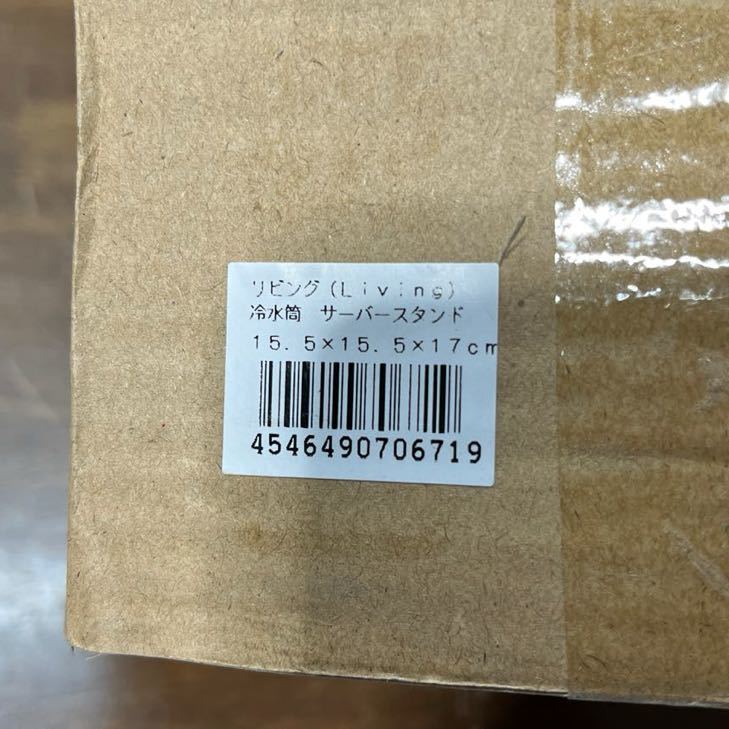 リビング(Living)
冷水筒　サーバースタンド
15.5×15.5×17cm
4546490706719